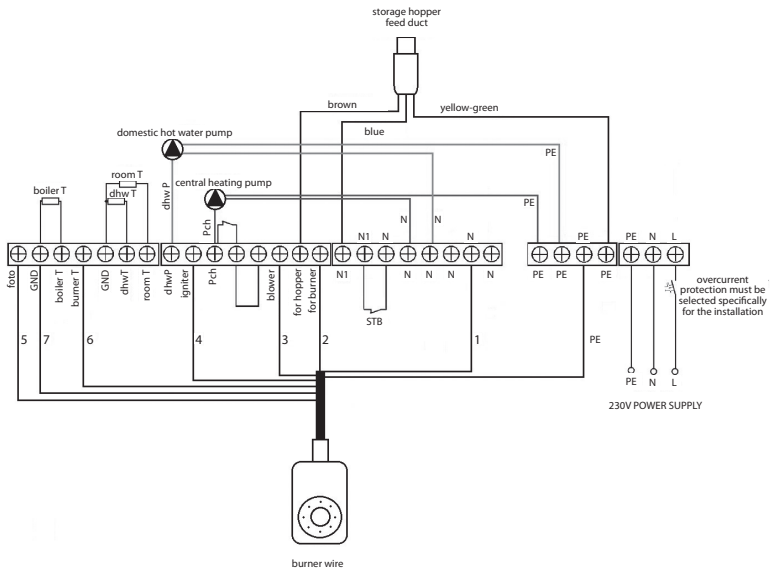 storage hopper
feed duct
brown
yellow-green
blue
domestic hot water pump
PE
room T
boiler T
dhw T
central heating pump
dhw P
Pch
PE
N
N
N1
N
N
PE
PE
N
L
foto
GND
boiler T
burner T
GND
dhwT
room T
dhwP
igniter
Pch
blower
for hopper
for burner
N1
N
N
N
N
PE
PE
PE
PE
overcurrent
protection must be
selected specifically
for the installation
STB
5
7
6
4
3
2
1
PE
PE
N
L
230V POWER SUPPLY
burner wire